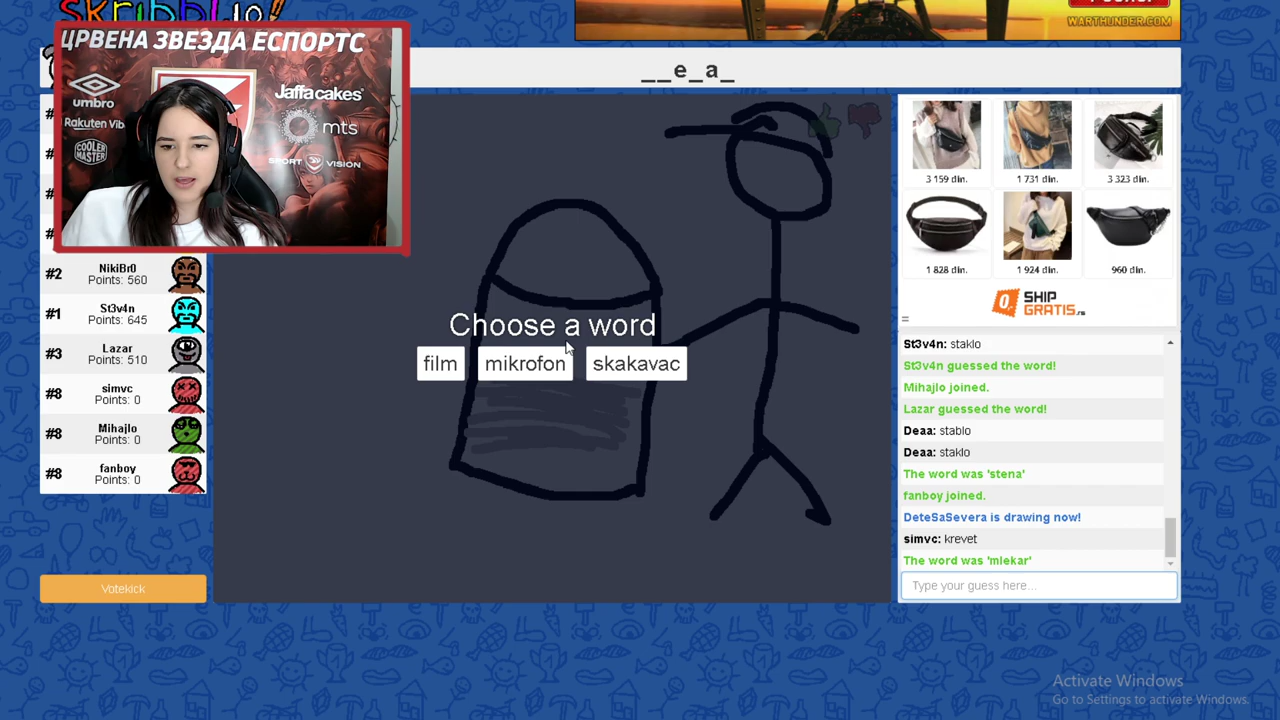 skribbl.io!
WARTHUNDER.COM
ЦРВЕНА ЗВЕЗДА ЕСПОРТС
umbro
Rakuten Vib
COOLER
MASTER
Jaffa cakes
mts
SPORT VISION
__e_a_
#
#
#
#
#2
NikiBr0
Points: 560
#1
St3v4n
Points: 645
#3
Lazar
Points: 510
#8
simvc
Points: 0
#8
Mihajlo
Points: 0
#8
fanboy
Points: 0
Votekick
Choose a word
film
mikrofon
skakavac
3 159 din.
1 731 din.
3 323 din.
1 828 din.
1 924 din.
960 din.
SHIP
GRATIS.rs
St3v4n: staklo
St3v4n guessed the word!
Mihajlo joined.
Lazar guessed the word!
Deaa: stablo
Deaa: staklo
The word was 'stena'
fanboy joined.
DeteSaSevera is drawing now!
simvc: krevet
The word was 'mlekar'
Type your guess here...
Activate Windows
Go to Settings to activate Windows.